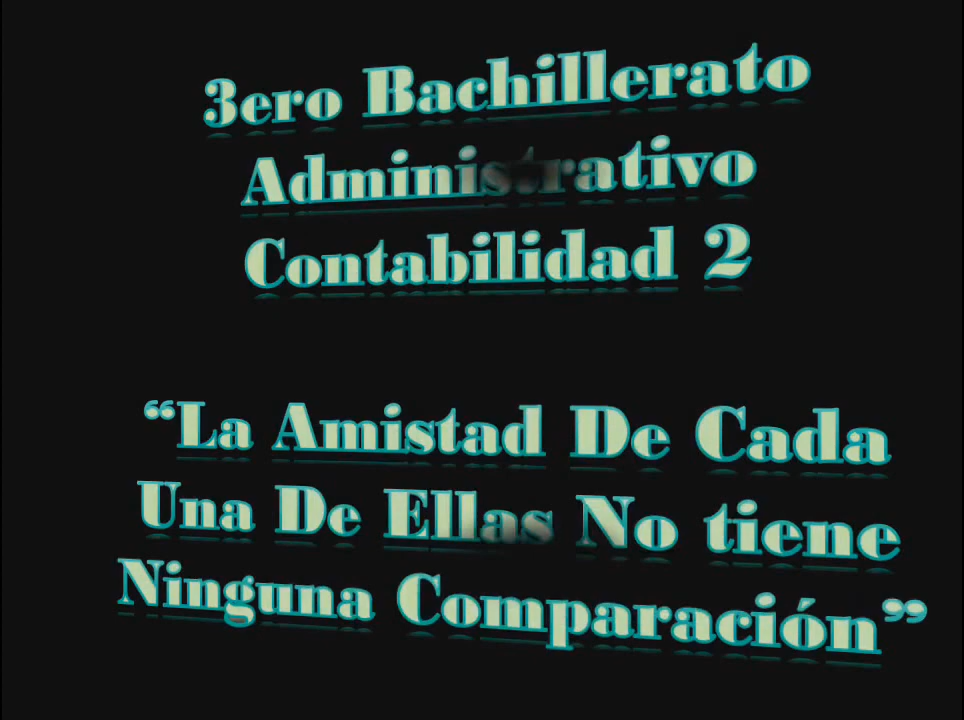 3ero Bachillerato
Administrativo
Contabilidad 2
“La Amistad De Cada
Una De Ellas No tiene
Ninguna Comparación”